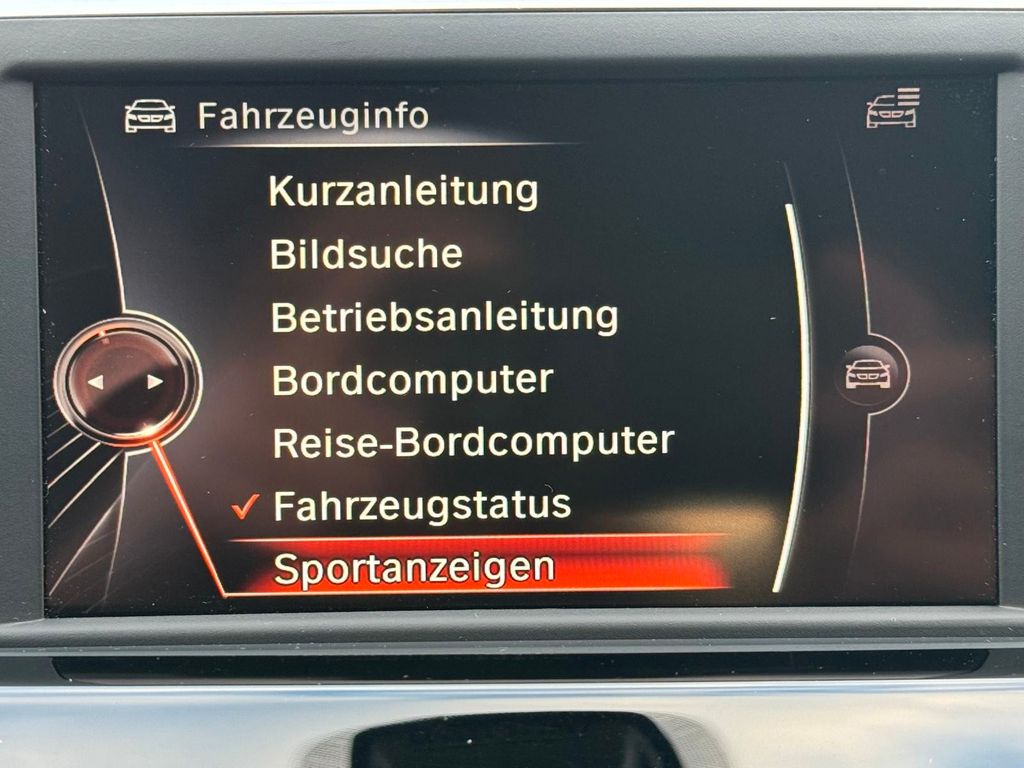 Fahrzeuginfo
Kurzanleitung
Bildsuche
Betriebsanleitung
Bordcomputer
Reise-Bordcomputer
Fahrzeugstatus
Sportanzeigen